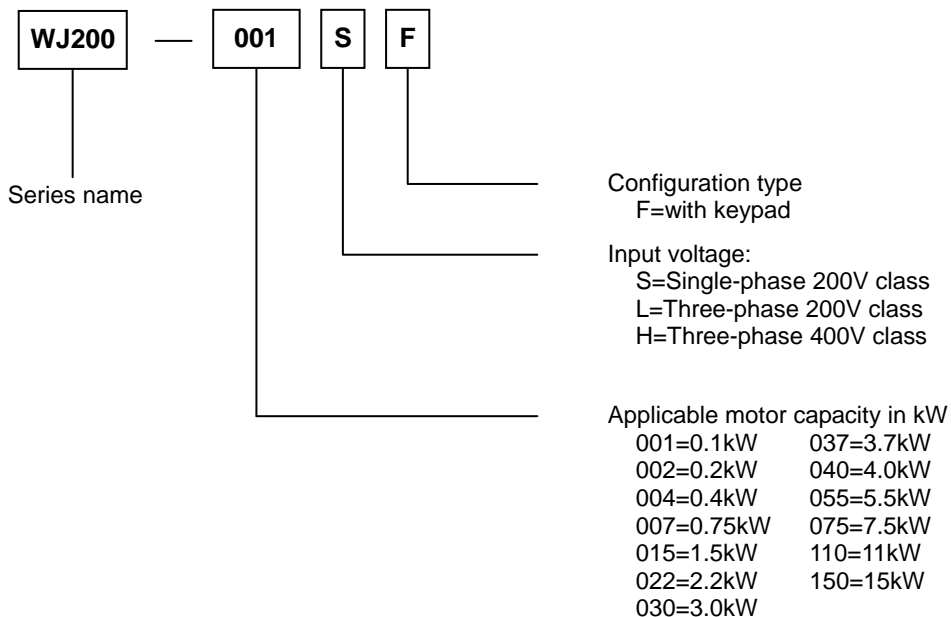 WJ200 — 001 S F
Series name
Configuration type
F=with keypad
Input voltage:
S=Single-phase 200V class
L=Three-phase 200V class
H=Three-phase 400V class
Applicable motor capacity in kW
001=0.1kW 037=3.7kW
002=0.2kW 040=4.0kW
004=0.4kW 055=5.5kW
007=0.75kW 075=7.5kW
015=1.5kW 110=11kW
022=2.2kW 150=15kW
030=3.0kW